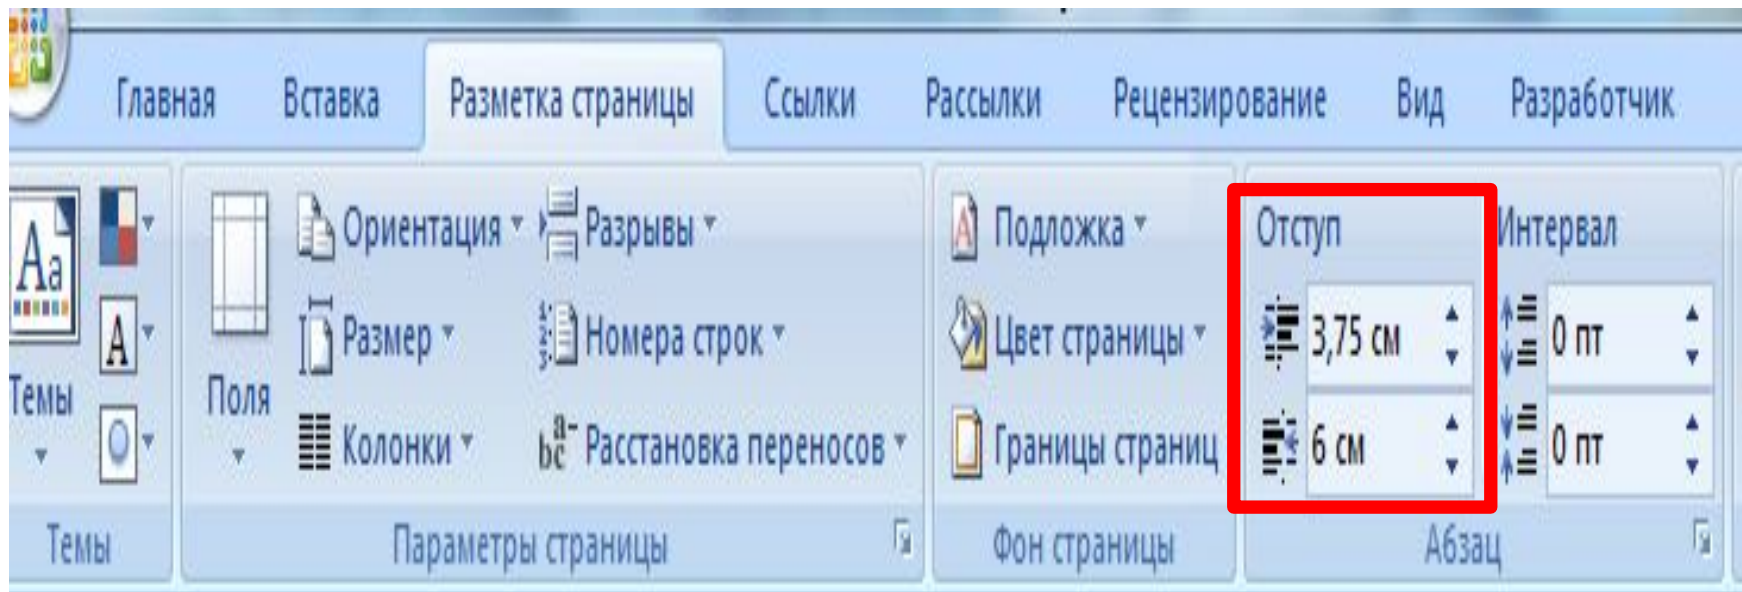 Главная Вставка Разметка страницы Ссылки Рассылки Рецензирование Вид Разработчик
Aa
Темы
A
Темы
Поля
Ориентация
Размер
Колонки
Разрывы
Номера строк
Расстановка переносов
Параметры страницы
A Подложка
Цвет страницы
Границы страниц
Фон страницы
Отступ
3,75 см
6 см
Интервал
0 пт
0 пт
Абзац